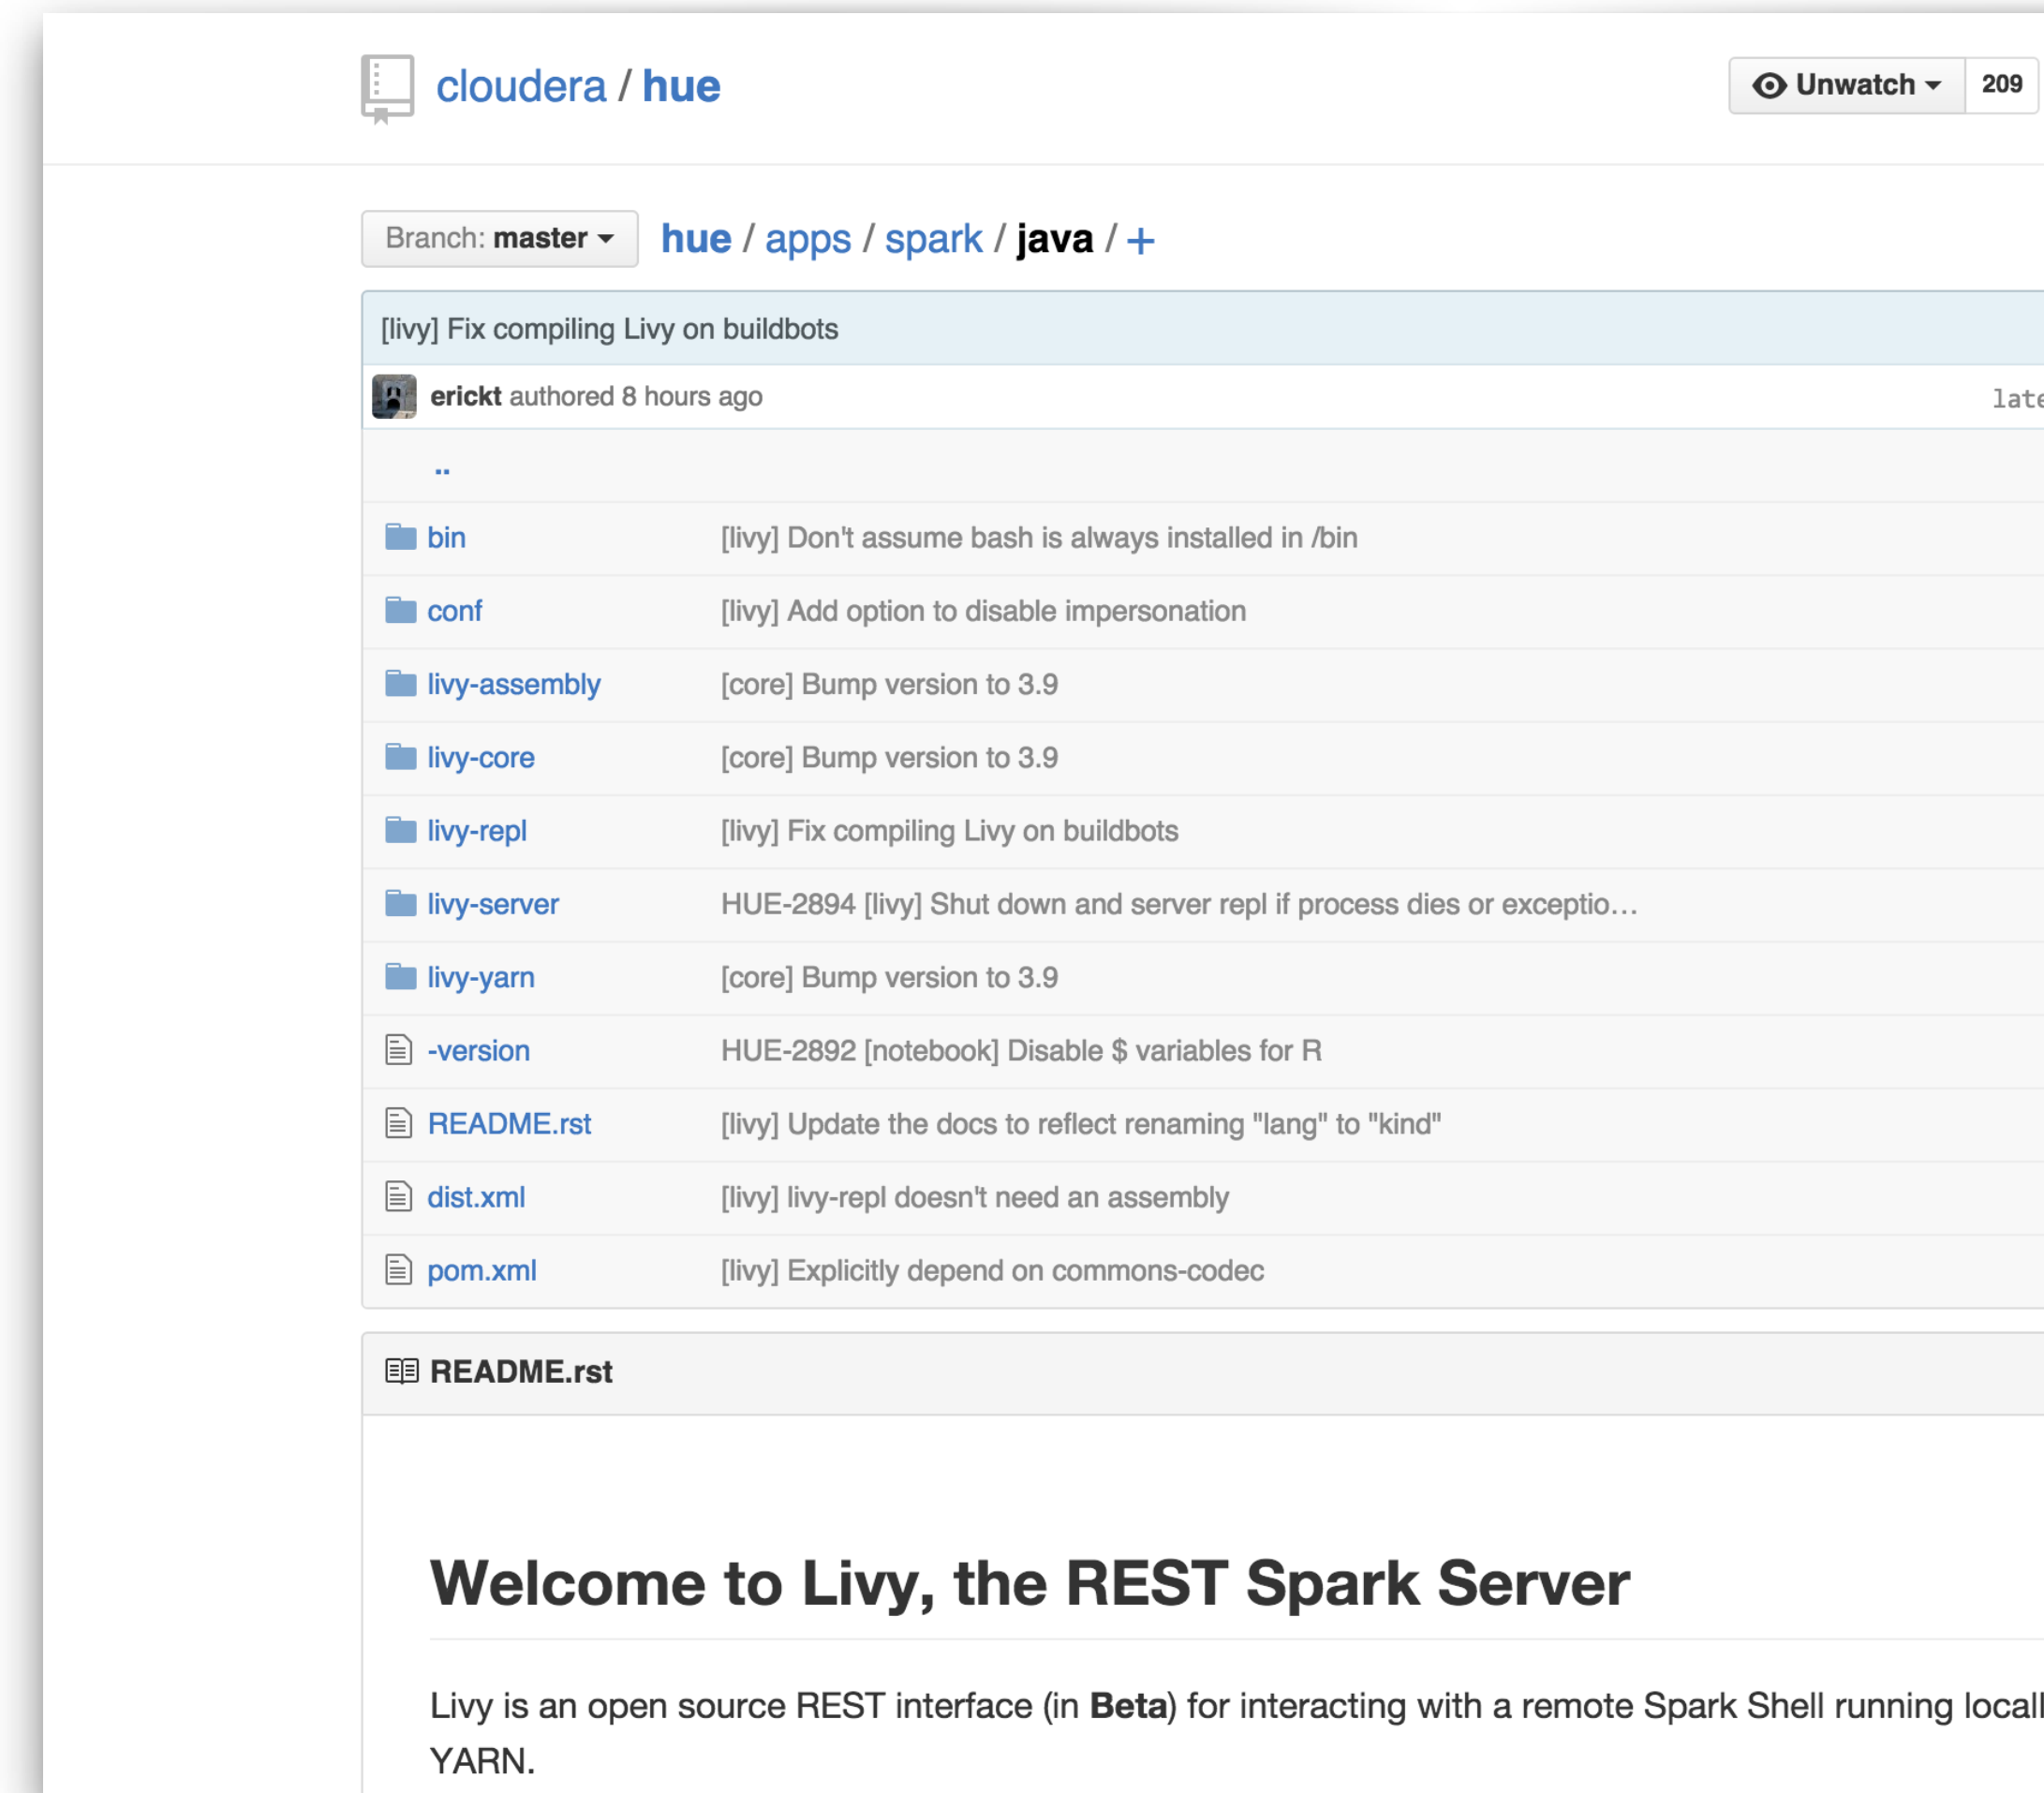 cloudera / hue
Unwatch 209
Branch: master hue / apps / spark / java / +
[livy] Fix compiling Livy on buildbots
erickt authored 8 hours ago
..
bin [livy] Don't assume bash is always installed in /bin
conf [livy] Add option to disable impersonation
livy-assembly [core] Bump version to 3.9
livy-core [core] Bump version to 3.9
livy-repl [livy] Fix compiling Livy on buildbots
livy-server HUE-2894 [livy] Shut down and server repl if process dies or exceptio…
livy-yarn [core] Bump version to 3.9
-version HUE-2892 [notebook] Disable $ variables for R
README.rst [livy] Update the docs to reflect renaming "lang" to "kind"
dist.xml [livy] livy-repl doesn't need an assembly
pom.xml [livy] Explicitly depend on commons-codec
README.rst
Welcome to Livy, the REST Spark Server
Livy is an open source REST interface (in Beta) for interacting with a remote Spark Shell running
YARN.